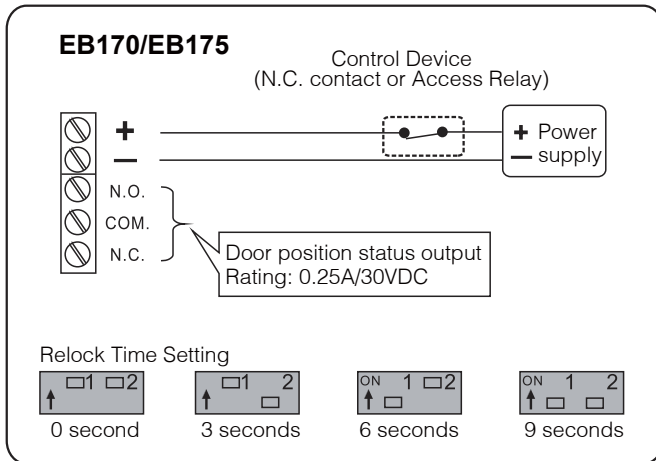 EB170/EB175
Control Device
(N.C. contact or Access Relay)
+
+ Power
— — supply
N.O.
COM.
N.C.
Door position status output
Rating: 0.25A/30VDC
Relock Time Setting
1 2
1 2
ON 1 2
ON 1 2
0 second
3 seconds
6 seconds
9 seconds